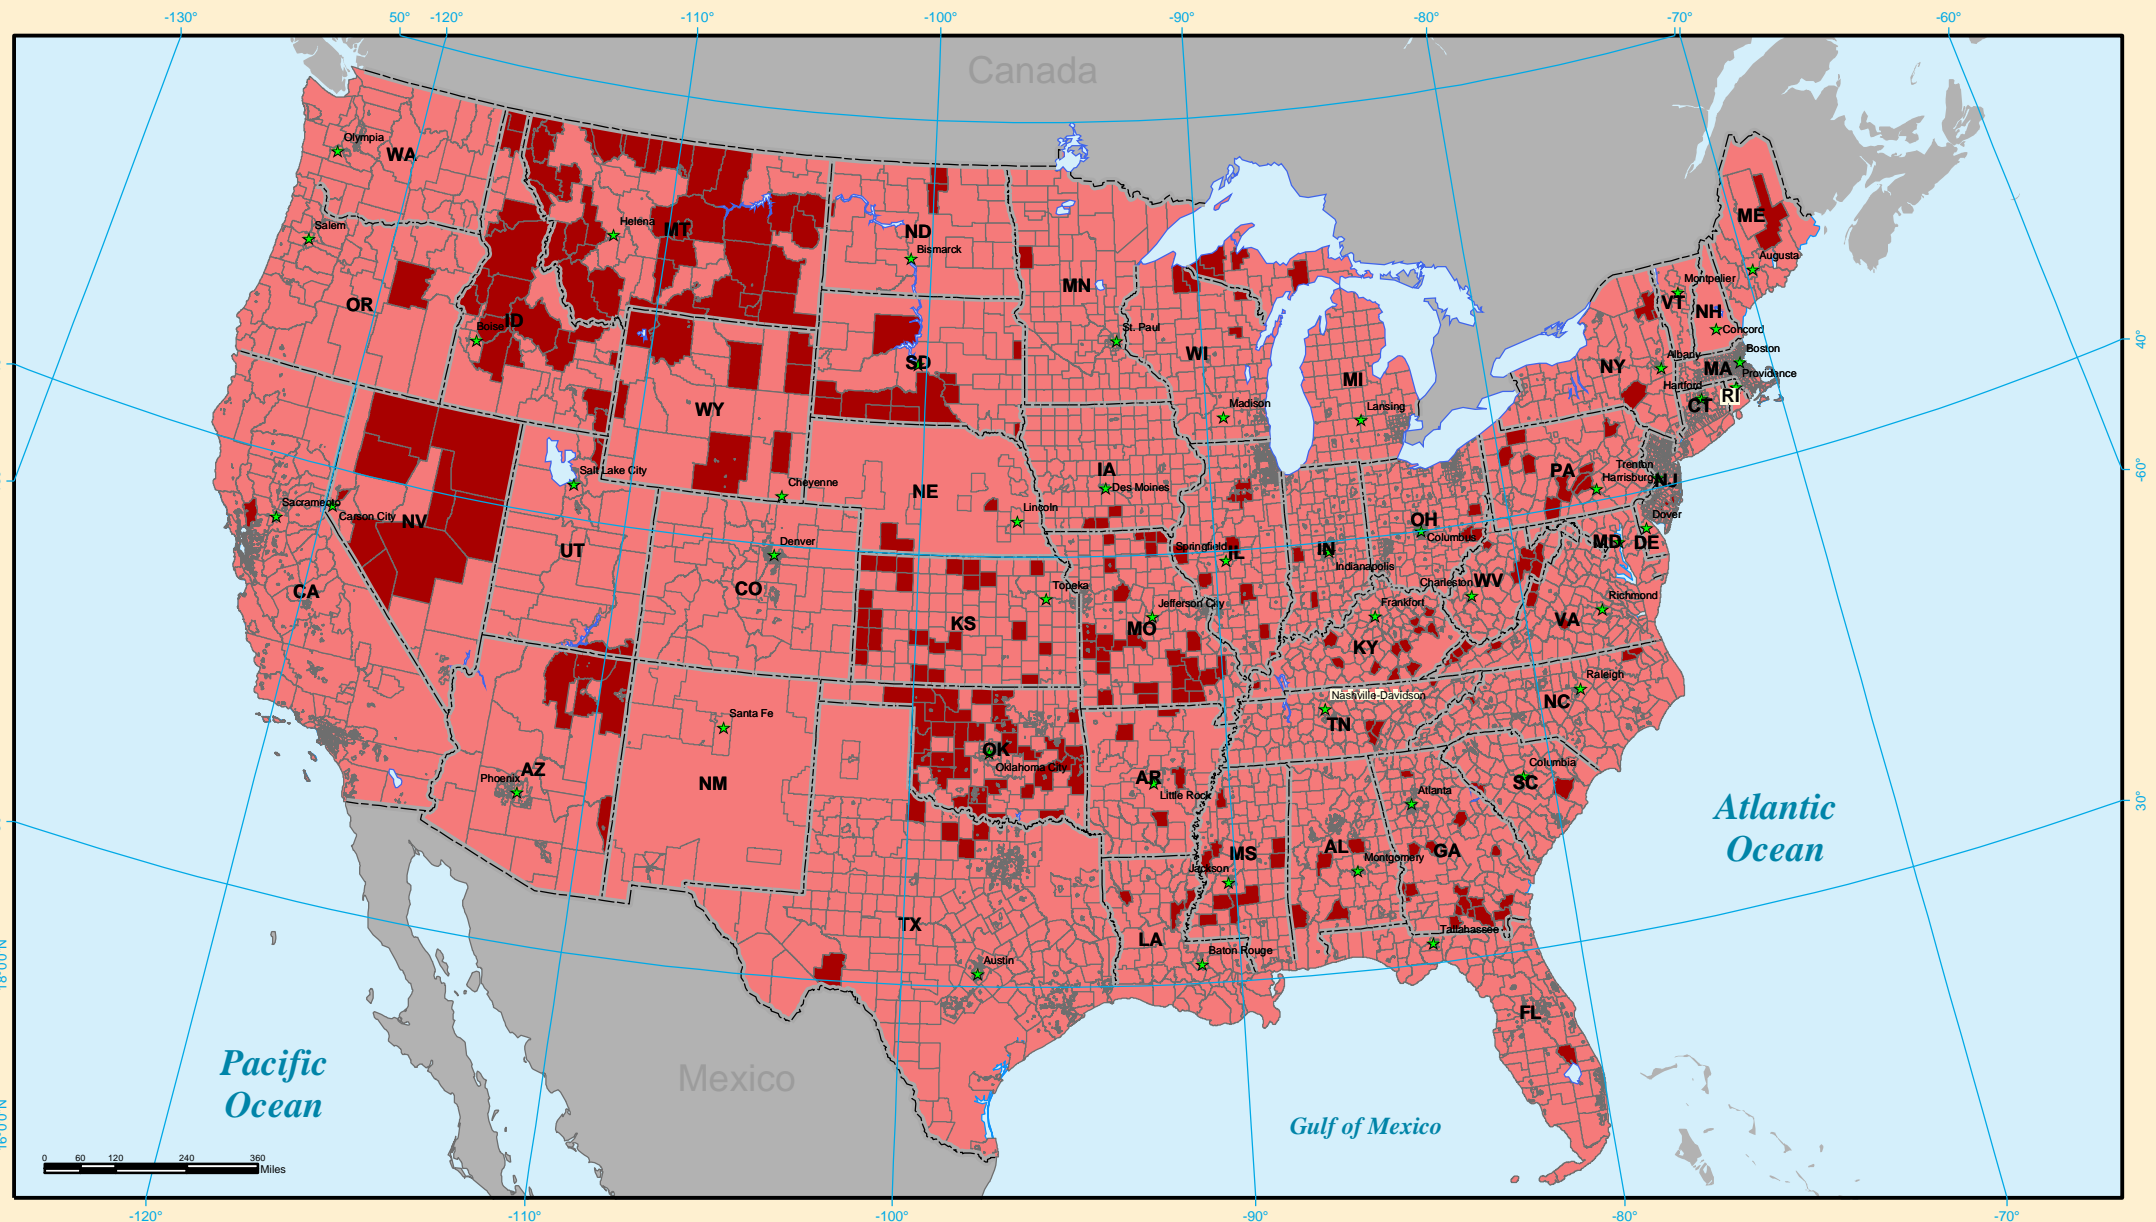 -130°
50°
-120°
-110°
-100°
-90°
-80°
-70°
-60°
Canada
Olympia
WA
Salem
OR
Helena
MT
ND
Bismarck
MN
ME
Augusta
Montpelier
VT
NH
Concord
Boise
ID
SD
St. Paul
WI
MI
NY
Albany
Boston
MA
Providence
Hartford
CT
RI
40°
WY
Madison
Lansing
Salt Lake City
Cheyenne
NE
Lincoln
IA
Des Moines
PA
Trenton
Harrisburg
NJ
-60°
Sacramento
Carson City
NV
UT
Denver
CO
Dover
OH
Columbus
MD
DE
Springfield
IL
IN
Indianapolis
CA
KS
Topeka
Jefferson City
MO
Charleston
WV
Frankfort
KY
Richmond
VA
Santa Fe
Nashville-Davidson
TN
Raleigh
NC
Phoenix
AZ
NM
OK
Oklahoma City
AR
Little Rock
Columbia
SC
Atlanta
GA
Atlantic
Ocean
30°
MS
Jackson
AL
Montgomery
TX
LA
Austin
Baton Rouge
Tallahassee
FL
Pacific
Ocean
Mexico
Gulf of Mexico
0
60
120
240
360
Miles
-120°
-110°
-100°
-90°
-80°
-70°